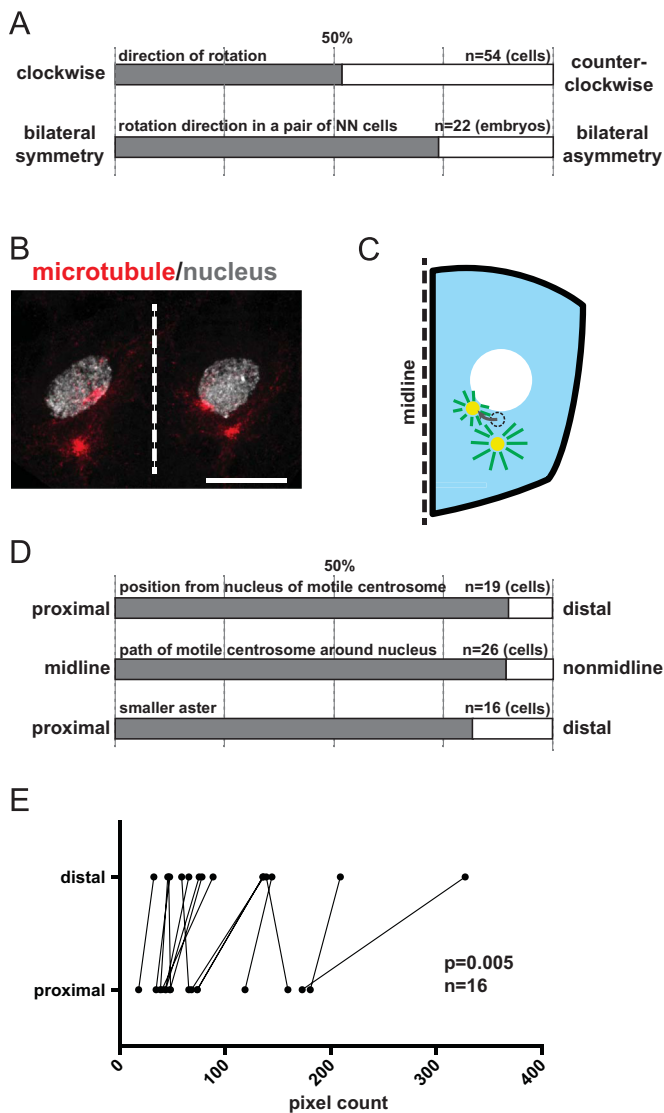 A
50%
direction of rotation n=54 (cells)
clockwise
counter-
clockwise
rotation direction in a pair of NN cells n=22 (embryos)
bilateral
symmetry
bilateral
asymmetry
B
microtubule/nucleus
C
midline
D
50%
position from nucleus of motile centrosome n=19 (cells)
proximal distal
path of motile centrosome around nucleus n=26 (cells)
midline nonmidline
smaller aster n=16 (cells)
proximal distal
E
distal
proximal
p=0.005
n=16
0 100 200 300 400
pixel count